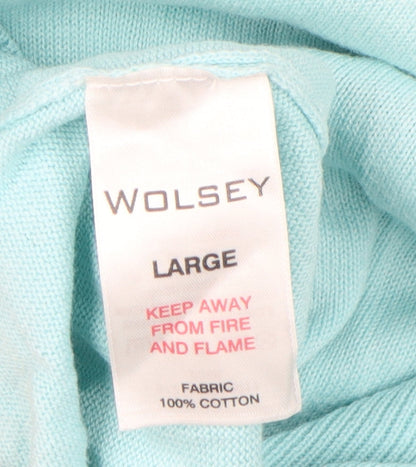 WOLSEY
LARGE
KEEP AWAY
FROM FIRE
AND FLAME
FABRIC
100% COTTON